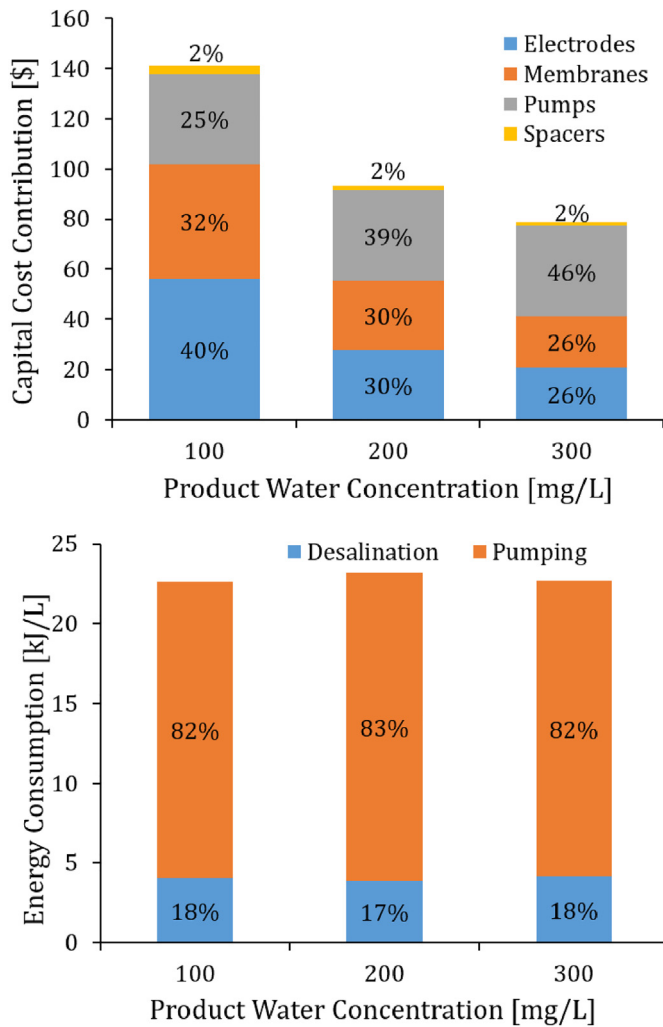 160
140
120
100
80
60
40
20
0
Capital Cost Contribution [$]
Electrodes
Membranes
Pumps
Spacers
2%
25%
32%
40%
2%
39%
30%
30%
2%
46%
26%
26%
100 200 300
Product Water Concentration [mg/L]
25
20
15
10
5
0
Energy Consumption [kJ/L]
Desalination Pumping
82% 83% 82%
18% 17% 18%
100 200 300
Product Water Concentration [mg/L]